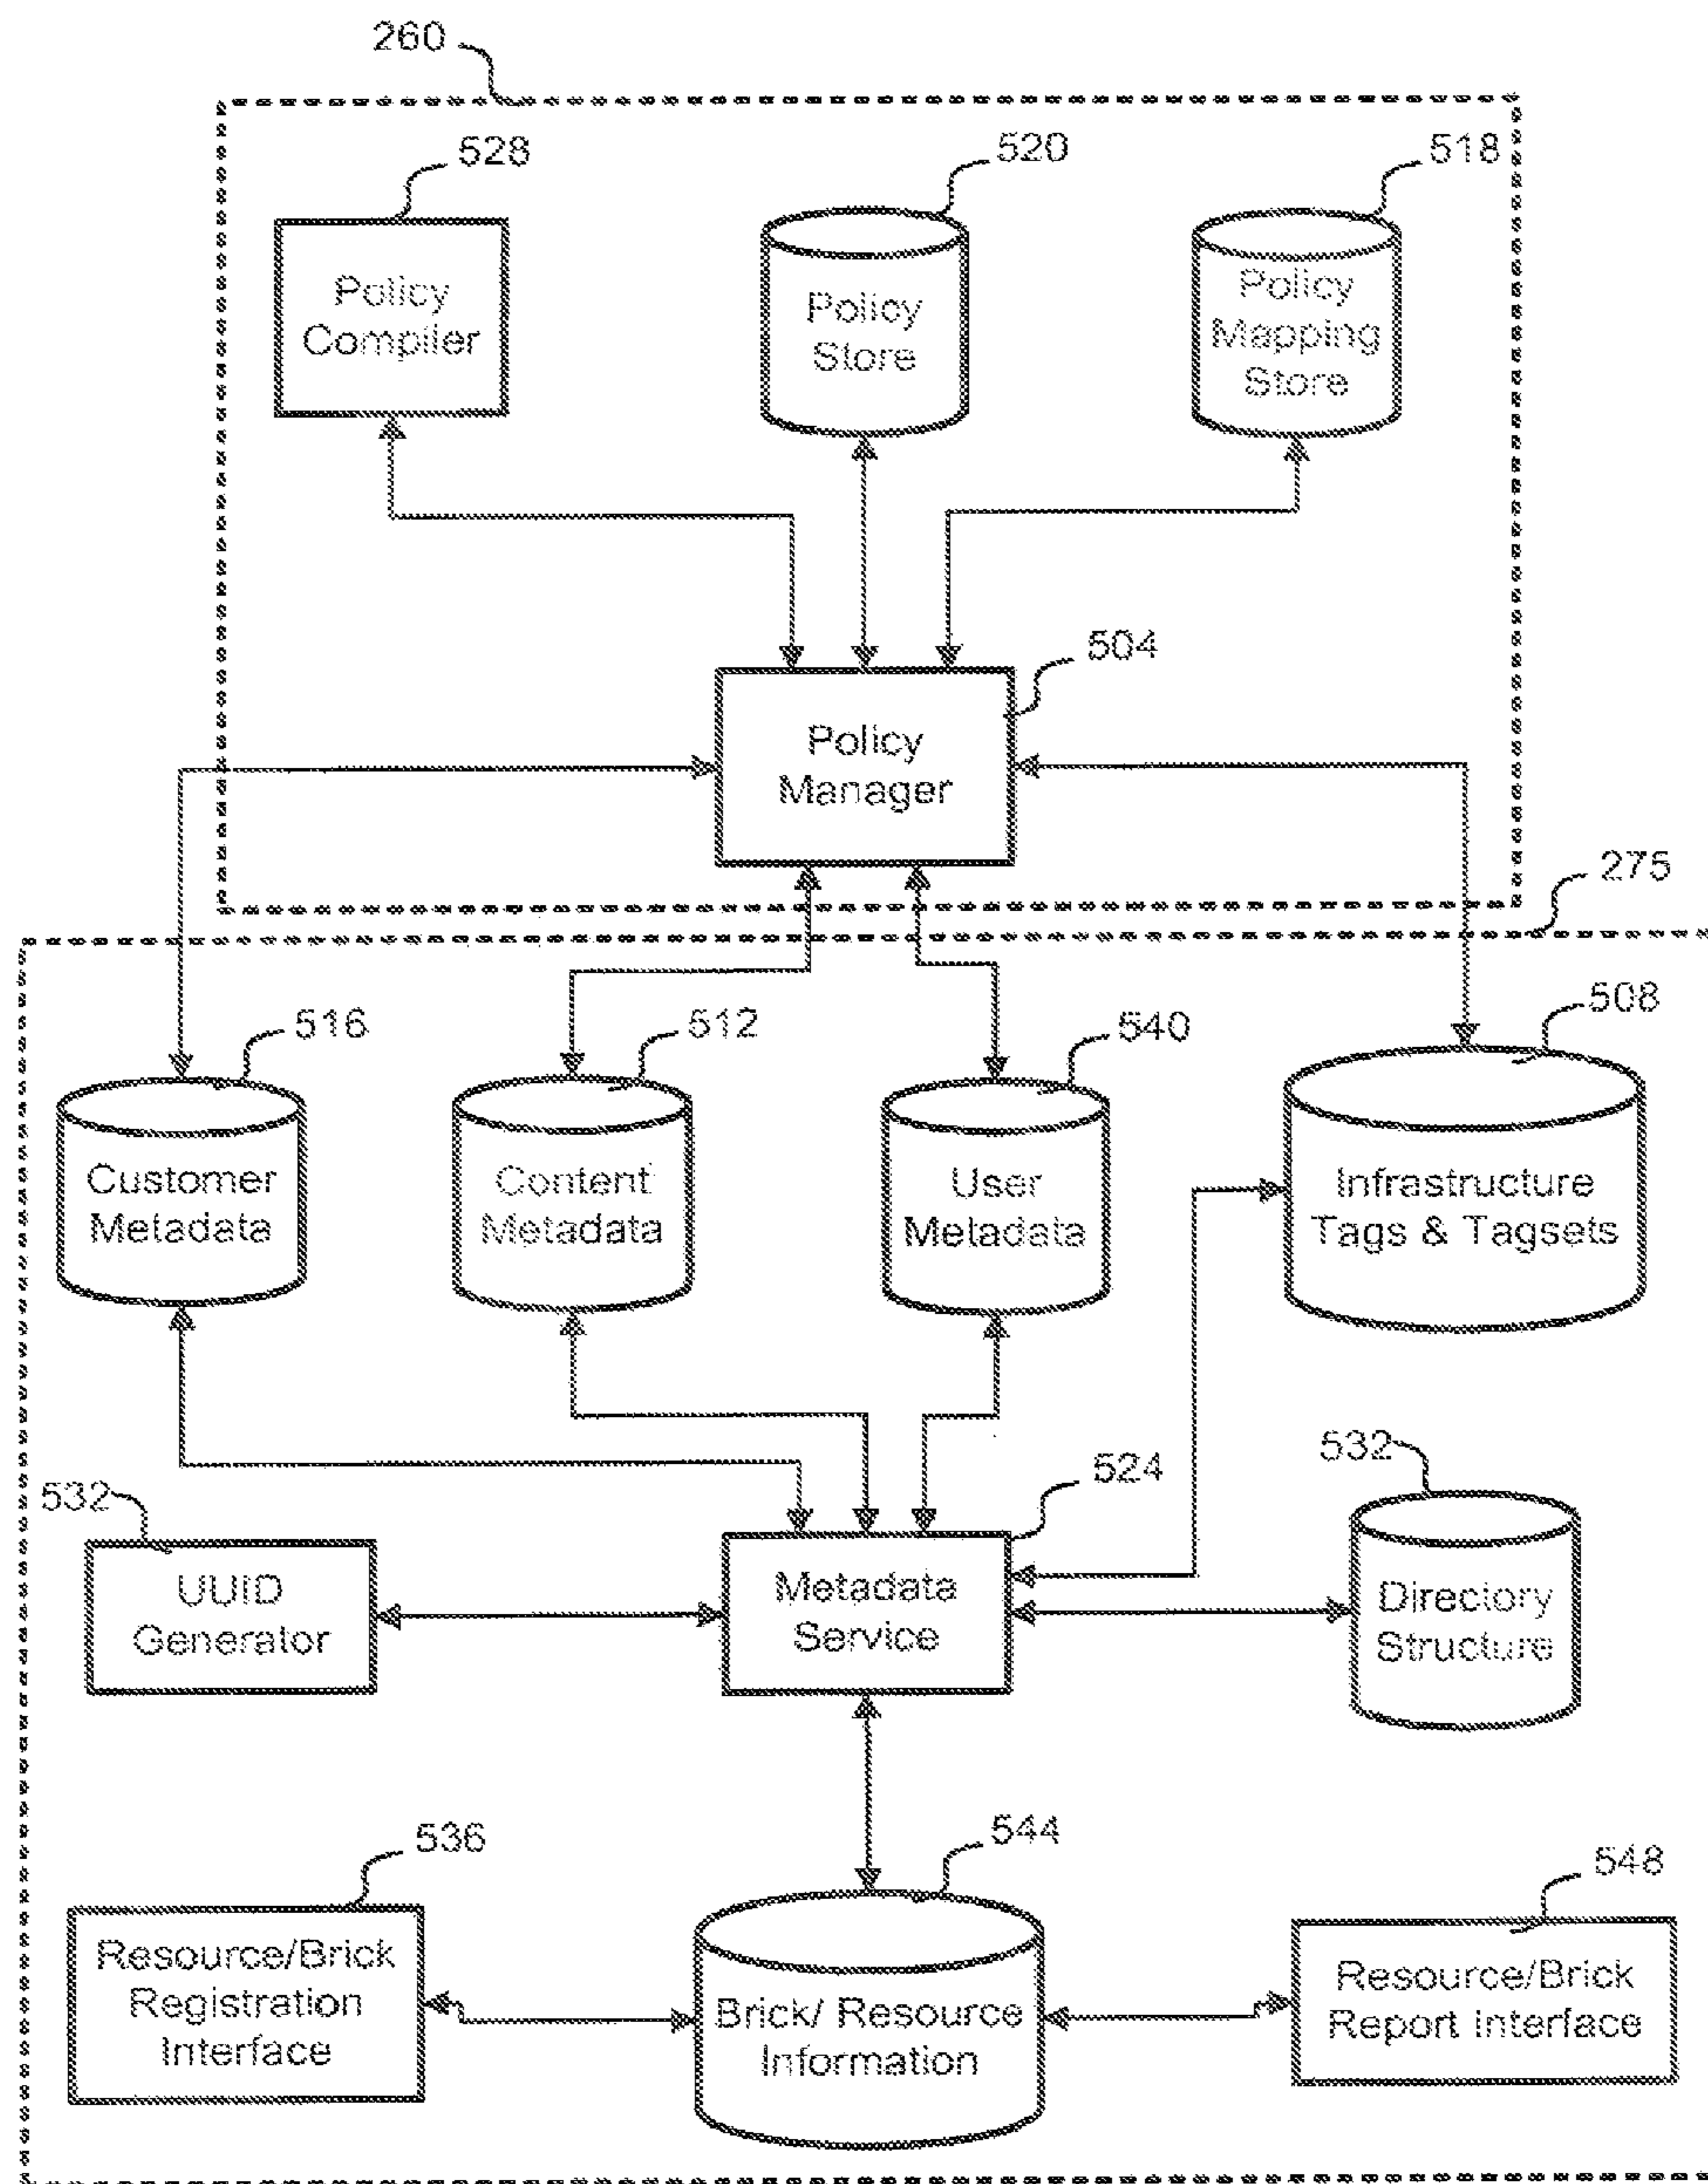 260
528
520
518
Policy
Compiler
Policy
Store
Policy
Mapping
Store
504
Policy
Manager
275
516
512
540
508
Customer
Metadata
Content
Metadata
User
Metadata
Infrastructure
Tags & Tagsets
532
524
532
UUID
Generator
Metadata
Service
Directory
Structure
536
544
548
Resource/Brick
Registration
Interface
Brick/ Resource
Information
Resource/Brick
Report Interface